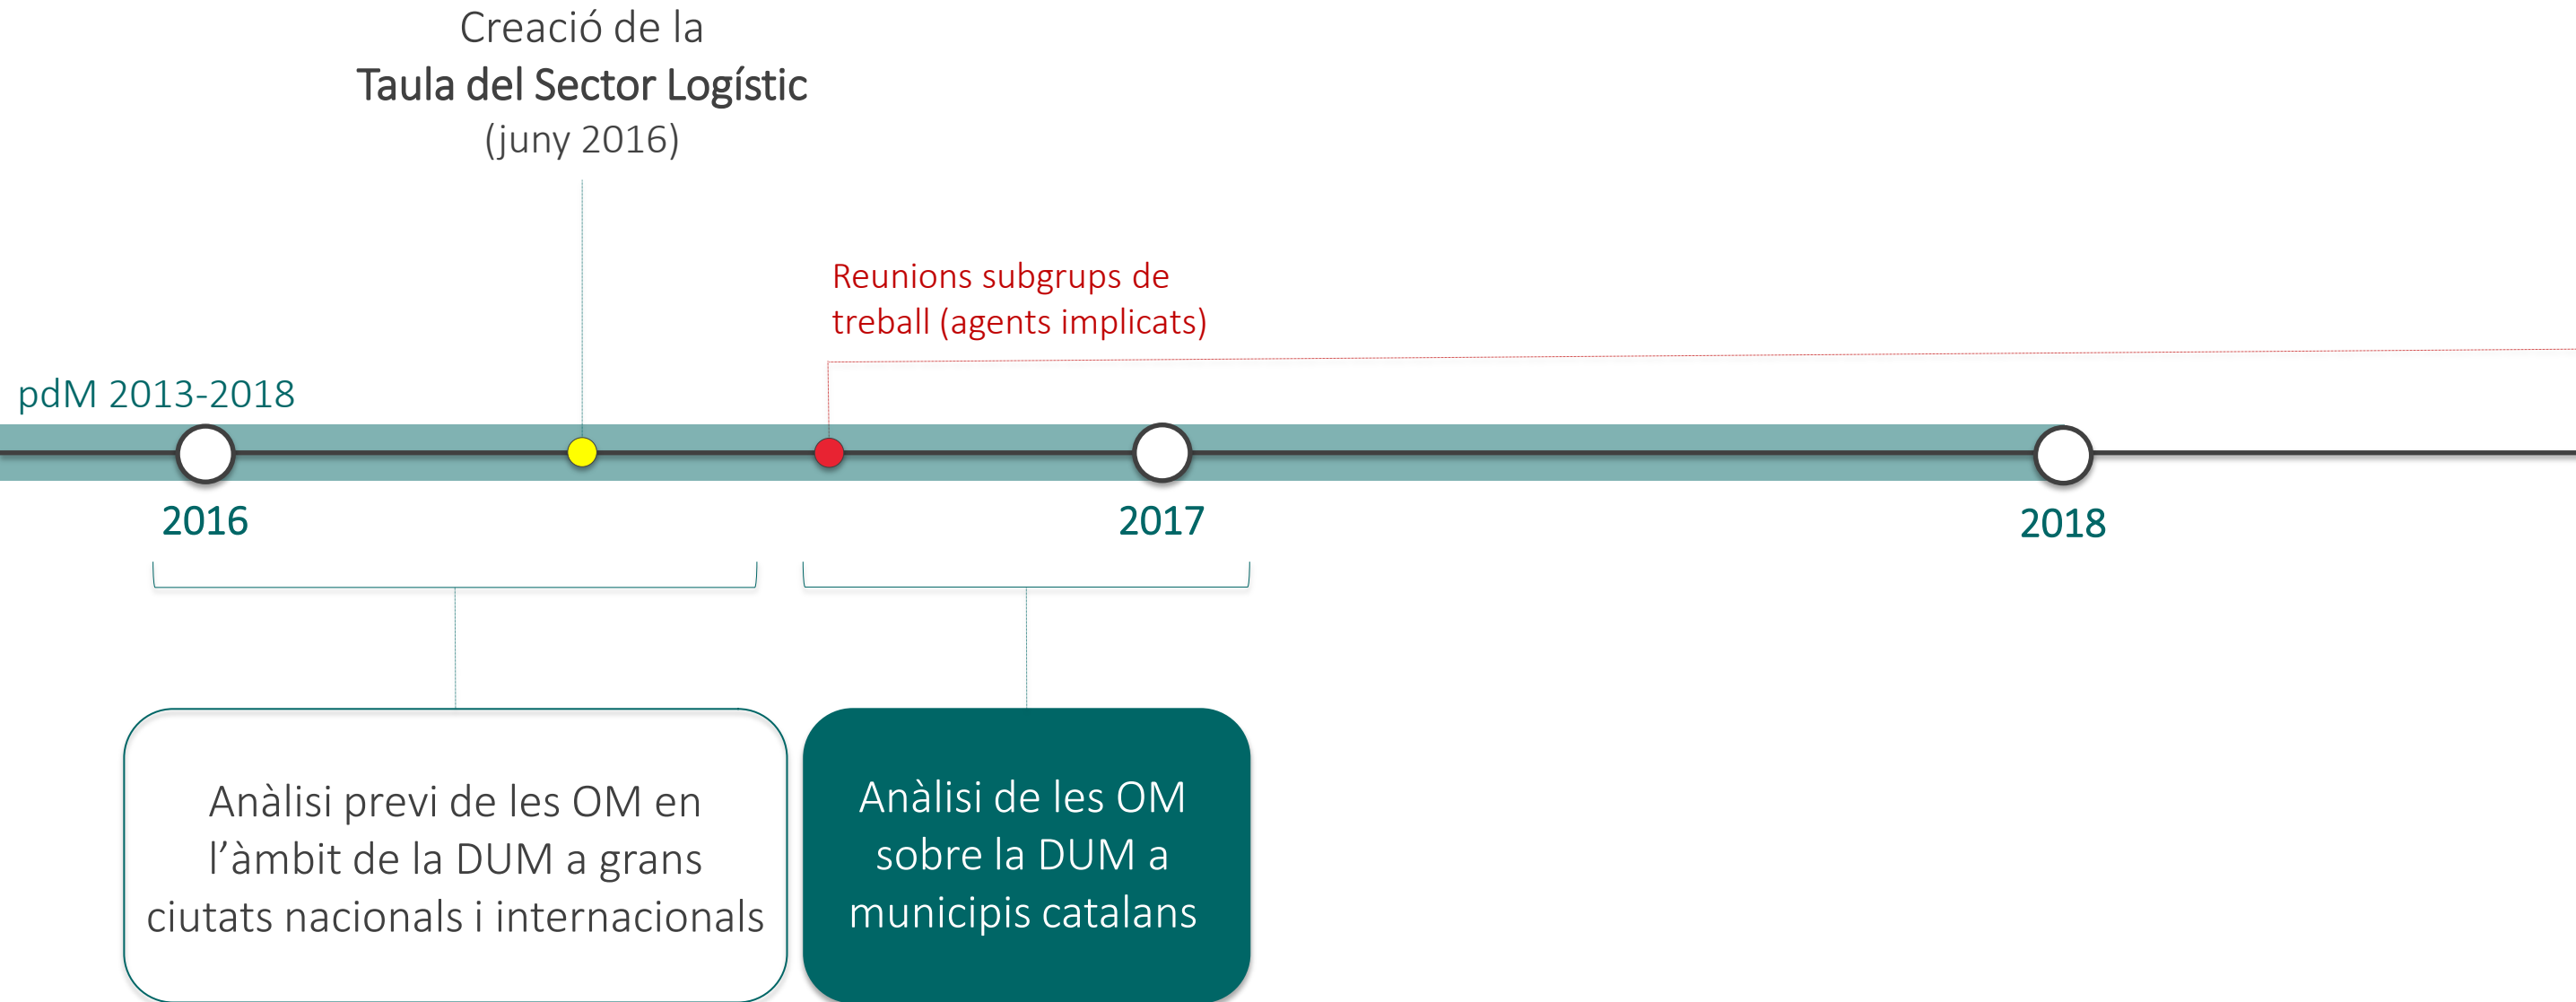 Creació de la
Taula del Sector Logístic
(juny 2016)
Reunions subgrups de
treball (agents implicats)
pdM 2013-2018
2016
2017
2018
Anàlisi previ de les OM en
l’àmbit de la DUM a grans
ciutats nacionals i internacionals
Anàlisi de les OM
sobre la DUM a
municipis catalans